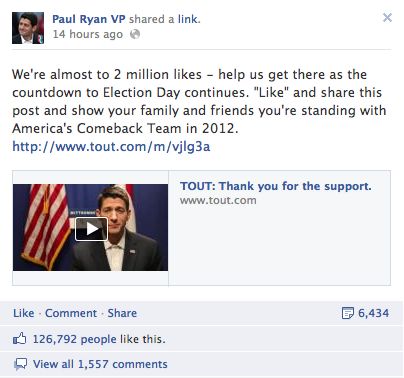 Paul Ryan VP shared a link.
14 hours ago
We're almost to 2 million likes – help us get there as the
countdown to Election Day continues. "Like" and share this
post and show your family and friends you're standing with
America's Comeback Team in 2012.
http://www.tout.com/m/vjlg3a
TOUT: Thank you for the support.
www.tout.com
Like · Comment · Share
6,434
126,792 people like this.
View all 1,557 comments